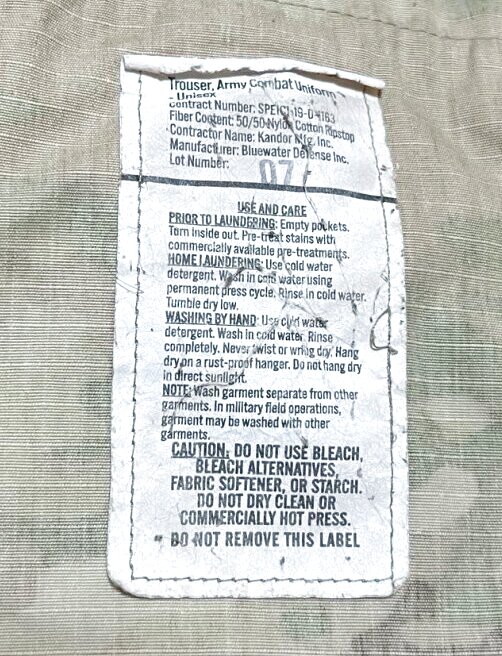 Trouser, Army Combat Uniform -
- Unisex
Contract Number: SPE1C1-19-D-1163
Fiber Content: 50/50 Nylon Cotton Ripstop
Contractor Name: Kandor Mfg, Inc.
Manufacturer: Bluewater Defense Inc.
Lot Number:
07
USE AND CARE
PRIOR TO LAUNDERING: Empty pockets.
Turn inside out. Pre-treat stains with
commercially available pre-treatments.
HOME LAUNDERING: Use cold water
detergent. Wash in cold water using
permanent press cycle. Rinse in cold water.
Tumble dry low.
WASHING BY HAND: Use cold water
detergent. Wash in cold water. Rinse
completely. Never twist or wring dry. Hang
dry on a rust-proof hanger. Do not hang dry
in direct sunlight.
NOTE: Wash garment separate from other
garments. In military field operations,
garment may be washed with other
garments.
CAUTION: DO NOT USE BLEACH,
BLEACH ALTERNATIVES,
FABRIC SOFTENER, OR STARCH.
DO NOT DRY CLEAN OR
COMMERCIALLY HOT PRESS.
DO NOT REMOVE THIS LABEL